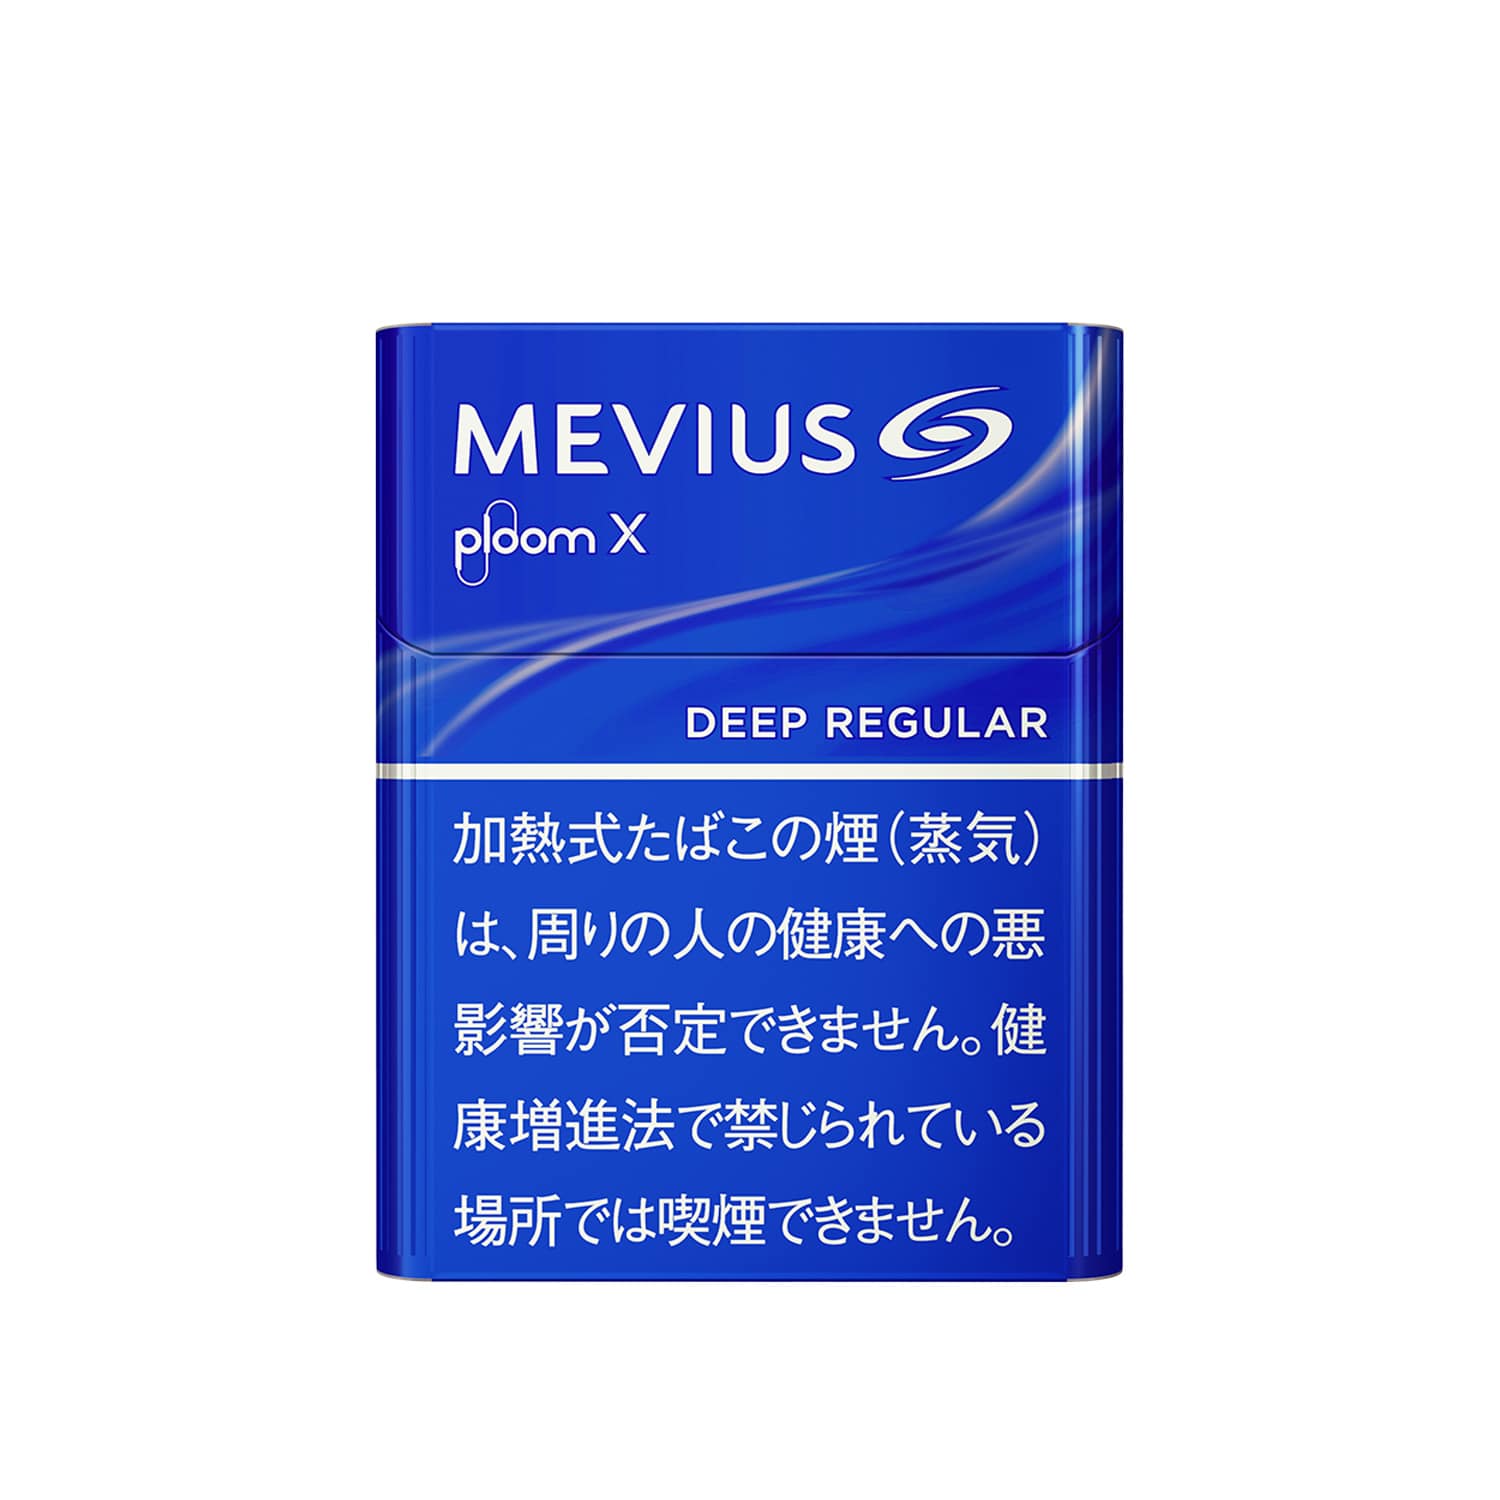 MEVIUS
ploom X
DEEP REGULAR
加熱式たばこの煙（蒸気）
は、周りの人の健康への悪
影響が否定できません。健
康増進法で禁じられている
場所では喫煙できません。